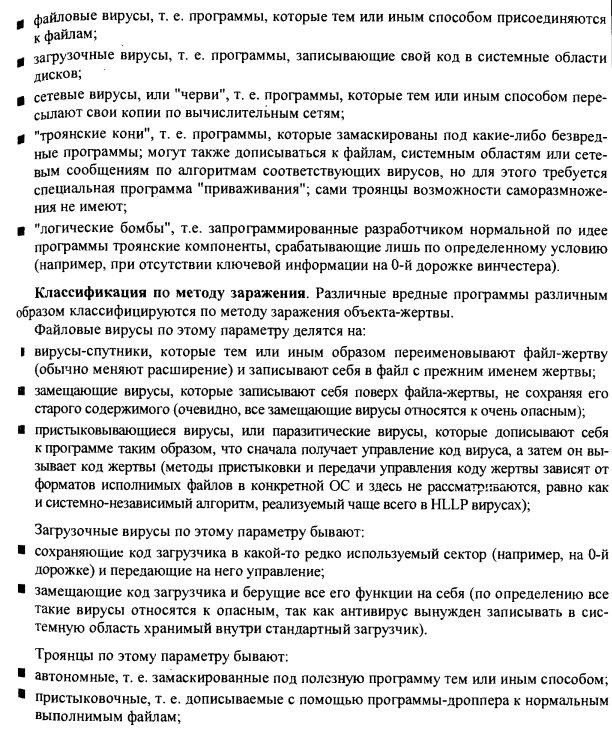 ■ файловые вирусы, т. е. программы, которые тем или иным способом присоединяются
к файлам;
■ загрузочные вирусы, т. е. программы, записывающие свой код в системные области
дисков;
■ сетевые вирусы, или "черви", т. е. программы, которые тем или иным способом пере-
сылают свои копии по вычислительным сетям;
■ "троянские кони", т. е. программы, которые замаскированы под какие-либо безвред-
ные программы; могут также дописываться к файлам, системным областям или сете-
вым сообщениям по алгоритмам соответствующих вирусов, но для этого требуется
специальная программа "приваживания"; сами троянцы возможности саморазмноже-
ния не имеют;
■ "логические бомбы", т.е. запрограммированные разработчиком нормальной по идее
программы троянские компоненты, срабатывающие лишь по определенному условию
(например, при отсутствии ключевой информации на 0-й дорожке винчестера).
Классификация по методу заражения. Различные вредные программы различным
образом классифицируются по методу заражения объекта-жертвы.
Файловые вирусы по этому параметру делятся на:
■ вирусы-спутники, которые тем или иным образом переименовывают файл-жертву
(обычно меняют расширение) и записывают себя в файл с прежним именем жертвы;
■ замещающие вирусы, которые записывают себя поверх файла-жертвы, не сохраняя его
старого содержимого (очевидно, все замещающие вирусы относятся к очень опасным);
■ пристыковывающиеся вирусы, или паразитические вирусы, которые дописывают себя
к программе таким образом, что сначала получает управление код вируса, а затем он вы-
зывает код жертвы (методы пристыковки и передачи управления коду жертвы зависят от
форматов исполнимых файлов в конкретной ОС и здесь не рассматриваются, равно как
и системно-независимый алгоритм, реализуемый чаще всего в HLLP вирусах);
Загрузочные вирусы по этому параметру бывают:
■ сохраняющие код загрузчика в какой-то редко используемый сектор (например, на 0-й
дорожке) и передающие на него управление;
■ замещающие код загрузчика и берущие все его функции на себя (по определению все
такие вирусы относятся к опасным, так как антивирус вынужден записывать в сис-
темную область хранимый внутри стандартный загрузчик).
Троянцы по этому параметру бывают:
■ автономные, т. е. замаскированные под полезную программу тем или иным способом;
■ пристыковочные, т. е. дописываемые с помощью программы-дроппера к нормальным
выполнимым файлам;